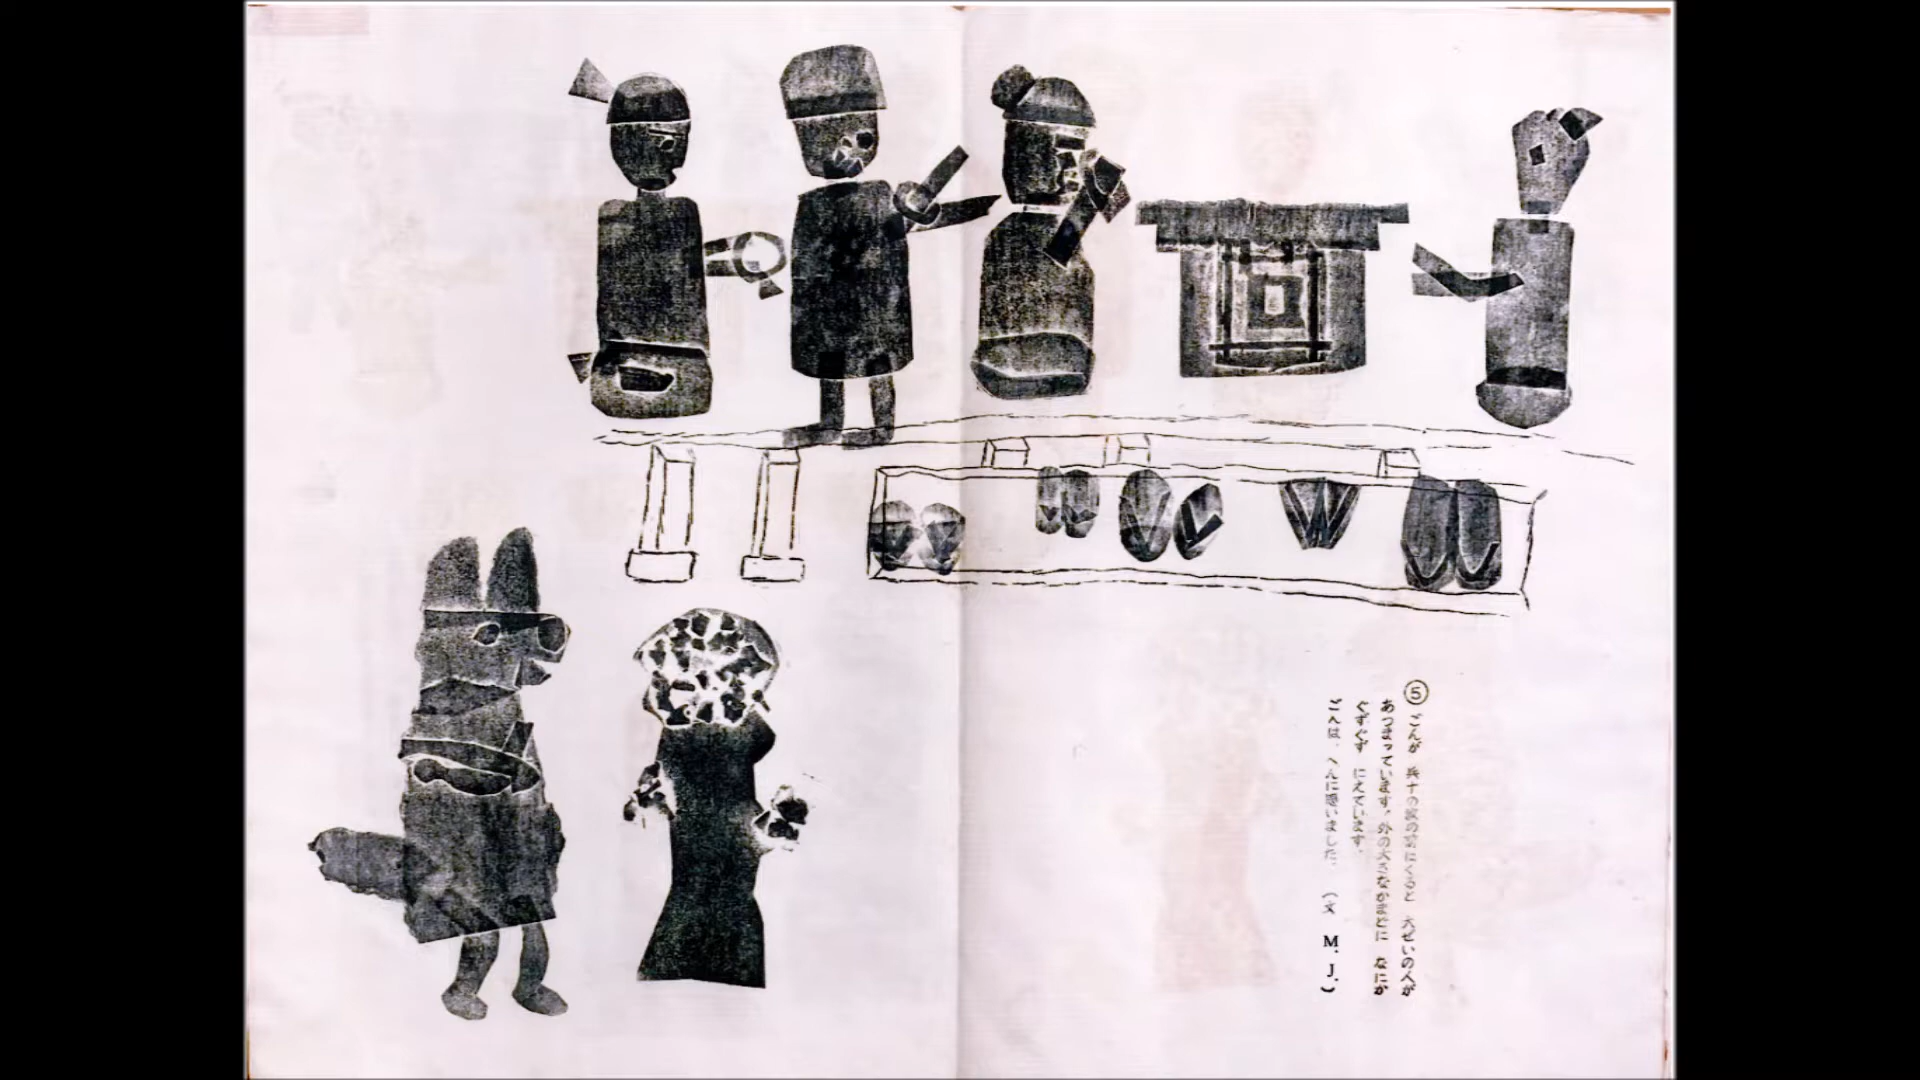 ⑤ ごんが 兵十の家の前にくると 大ぜいの人が
あつまっています。外の大きなかまどに なにか
ぐずぐず にえています。
ごんは、へんに思いました。 (文 M. J.)